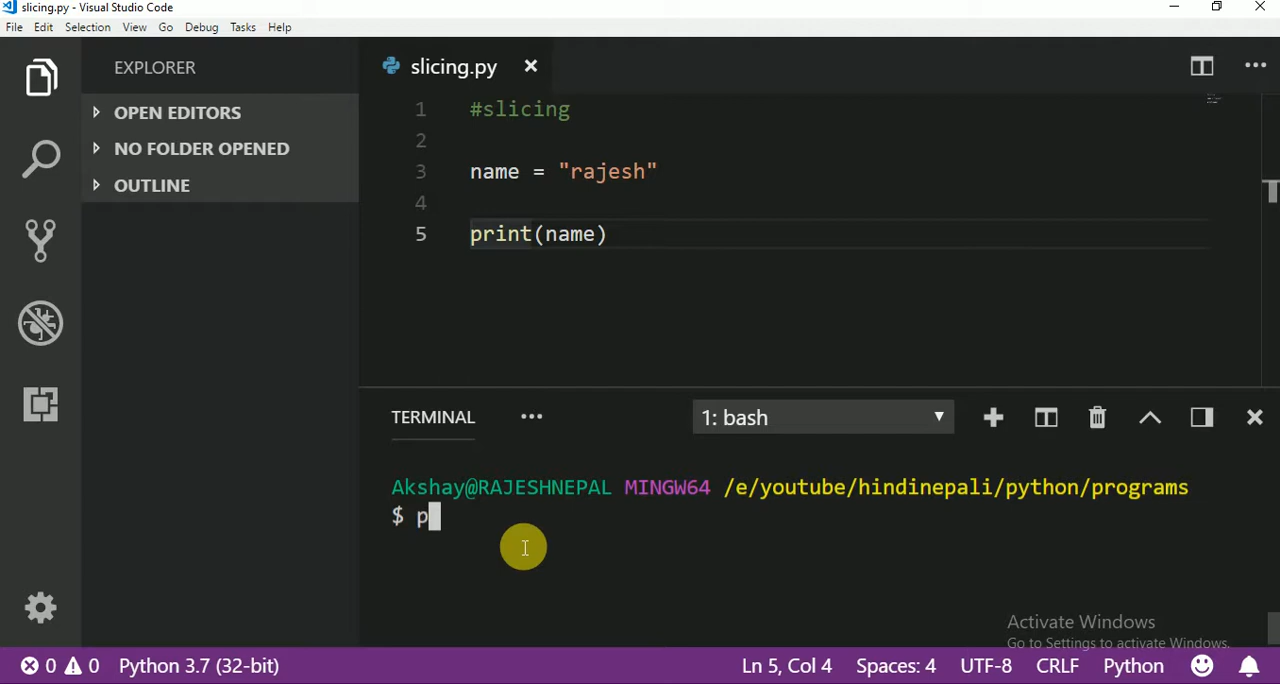 slicing.py - Visual Studio Code
File Edit Selection View Go Debug Tasks Help
EXPLORER
OPEN EDITORS
NO FOLDER OPENED
OUTLINE
slicing.py
1 #slicing
2
3 name = "rajesh"
4
5 print(name)
TERMINAL
1: bash
Akshay@RAJESHNEPAL MINGW64 /e/youtube/hindinepali/python/programs
$ p
Activate Windows
Go to Settings to activate Windows.
0 0 Python 3.7 (32-bit) Ln 5, Col 4 Spaces: 4 UTF-8 CRLF Python